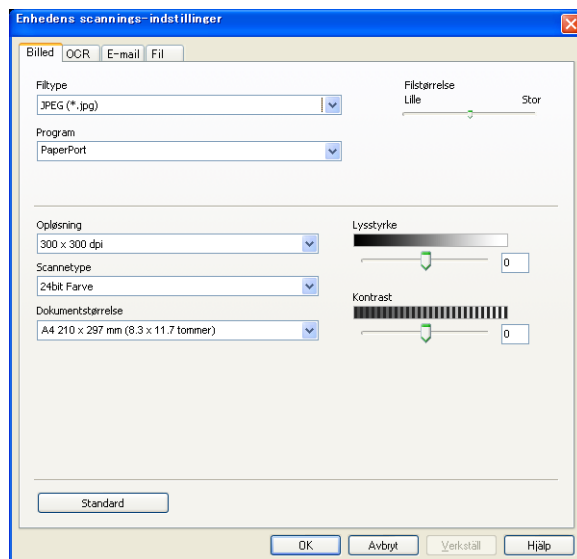 Enhedens scannings-indstillinger
Billed OCR E-mail Fil
Filtype
JPEG (*.jpg)
Filstørrelse
Lille Stor
Program
PaperPort
Opløsning
300 x 300 dpi
Scannetype
24bit Farve
Dokumentstørrelse
A4 210 x 297 mm (8.3 x 11.7 tommer)
Lysstyrke
0
Kontrast
0
Standard
OK Avbryt Verkställ Hjälp